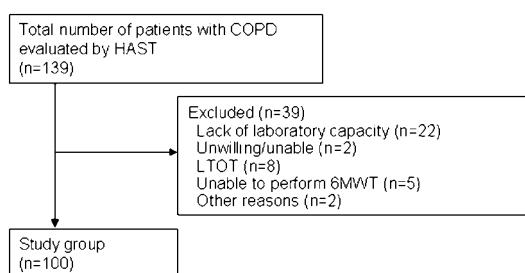 Total number of patients with COPD
evaluated by HAST
(n=139)
Excluded (n=39)
Lack of laboratory capacity (n=22)
Unwilling/unable (n=2)
LTOT (n=8)
Unable to perform 6MWT (n=5)
Other reasons (n=2)
Study group
(n=100)